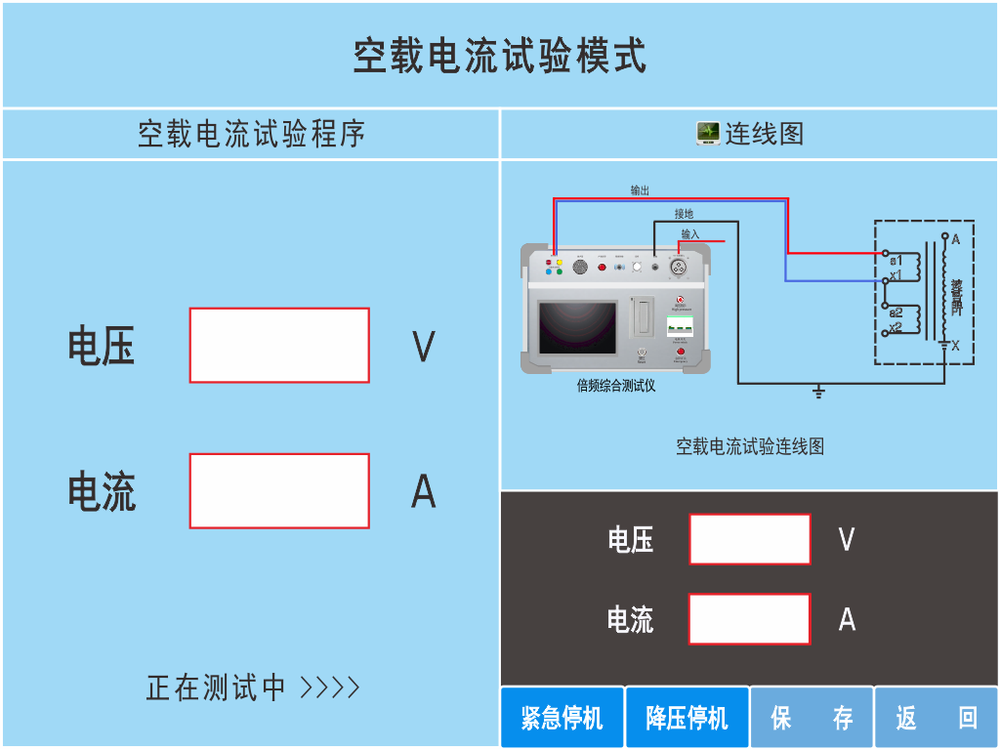 空载电流试验模式
空载电流试验程序
电压 V
电流 A
正在测试中 >>>>
连线图
输出
接地
输入
A
a1
x1
a2
x2
X
倍频综合测试仪
空载电流试验连线图
电压 V
电流 A
紧急停机 降压停机 保 存 返 回